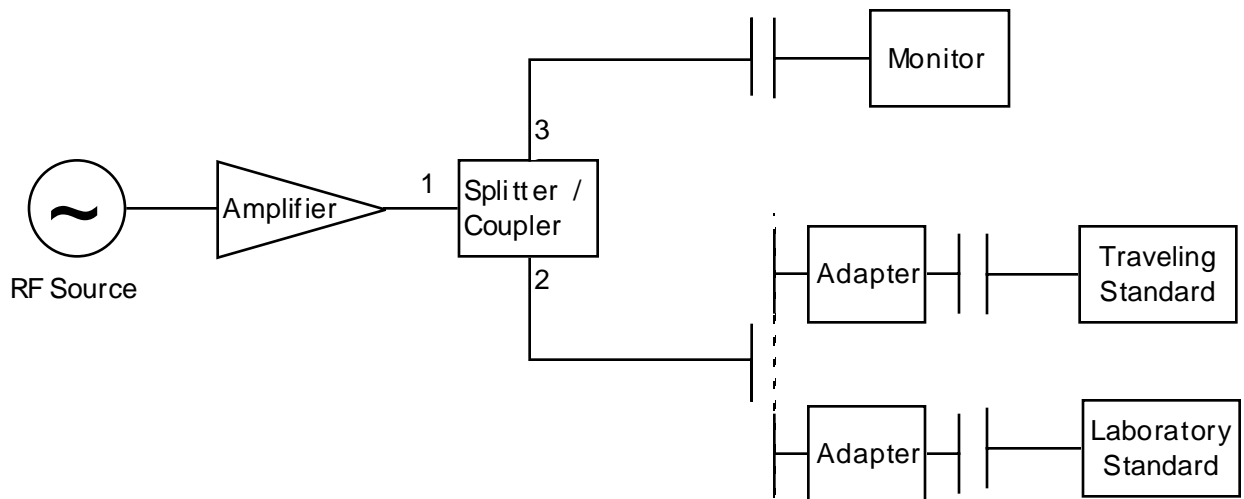 Monitor
3
1
Splitter /
Coupler
Amplifier
~
RF Source
2
Adapter
Traveling
Standard
Adapter
Laboratory
Standard